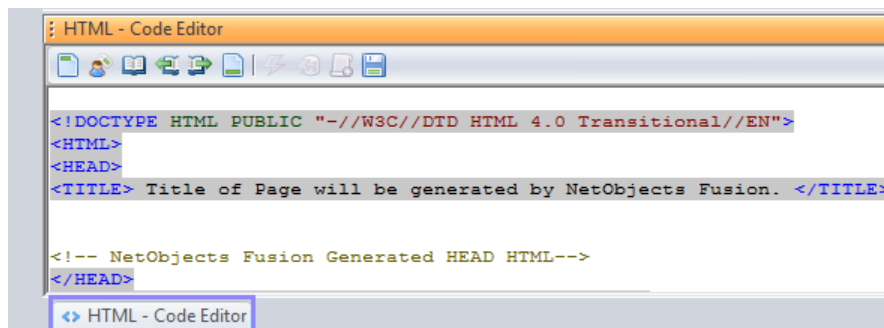 HTML - Code Editor
<!DOCTYPE HTML PUBLIC "-//W3C//DTD HTML 4.0 Transitional//EN">
<HTML>
<HEAD>
<TITLE> Title of Page will be generated by NetObjects Fusion. </TITLE>
<!-- NetObjects Fusion Generated HEAD HTML-->
</HEAD>
<> HTML - Code Editor